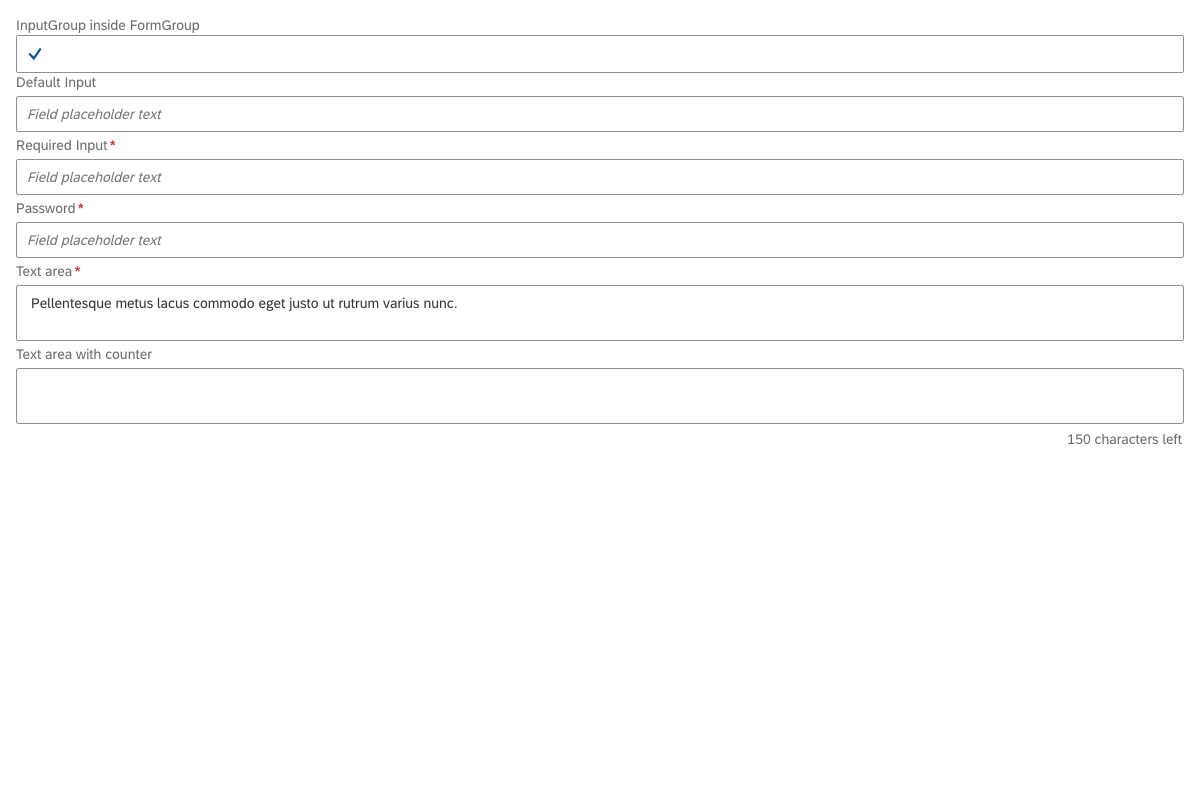 InputGroup inside FormGroup
Default Input
Field placeholder text
Required Input*
Field placeholder text
Password*
Field placeholder text
Text area*
Pellentesque metus lacus commodo eget justo ut rutrum varius nunc.
Text area with counter
150 characters left